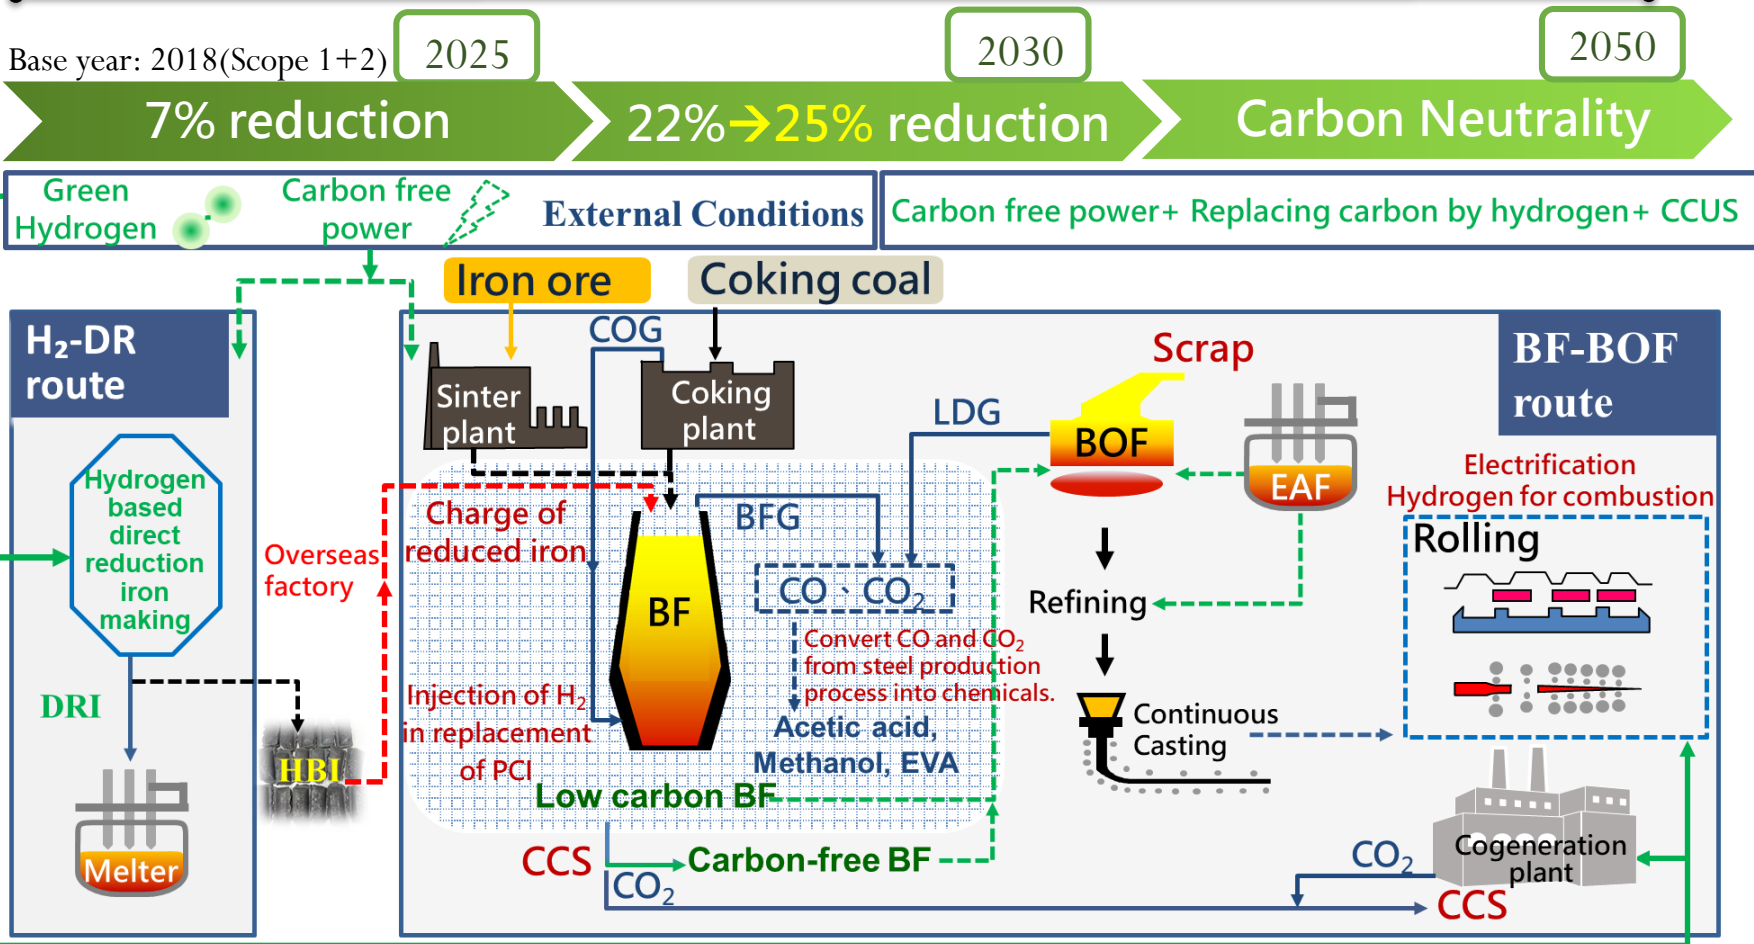 Base year: 2018(Scope 1+2)
2025
2030
2050
7% reduction
22%→25% reduction
Carbon Neutrality
Green
Hydrogen
Carbon free
power
External Conditions
Carbon free power+ Replacing carbon by hydrogen+ CCUS
Iron ore
Coking coal
H₂-DR
route
COG
Sinter
plant
Coking
plant
LDG
Scrap
BOF
EAF
BF-BOF
route
Electrification
Hydrogen for combustion
Rolling
Hydrogen
based
direct
reduction
iron
making
Overseas
factory
Charge of
reduced iron
BFG
BF
CO、CO₂
Refining
Convert CO and CO₂
from steel production
process into chemicals.
DRI
HBI
Injection of H₂
in replacement
of PCI
Acetic acid,
Methanol, EVA
Continuous
Casting
Low carbon BF
Melter
CCS
Carbon-free BF
CO₂
CO₂
Cogeneration
plant
CCS